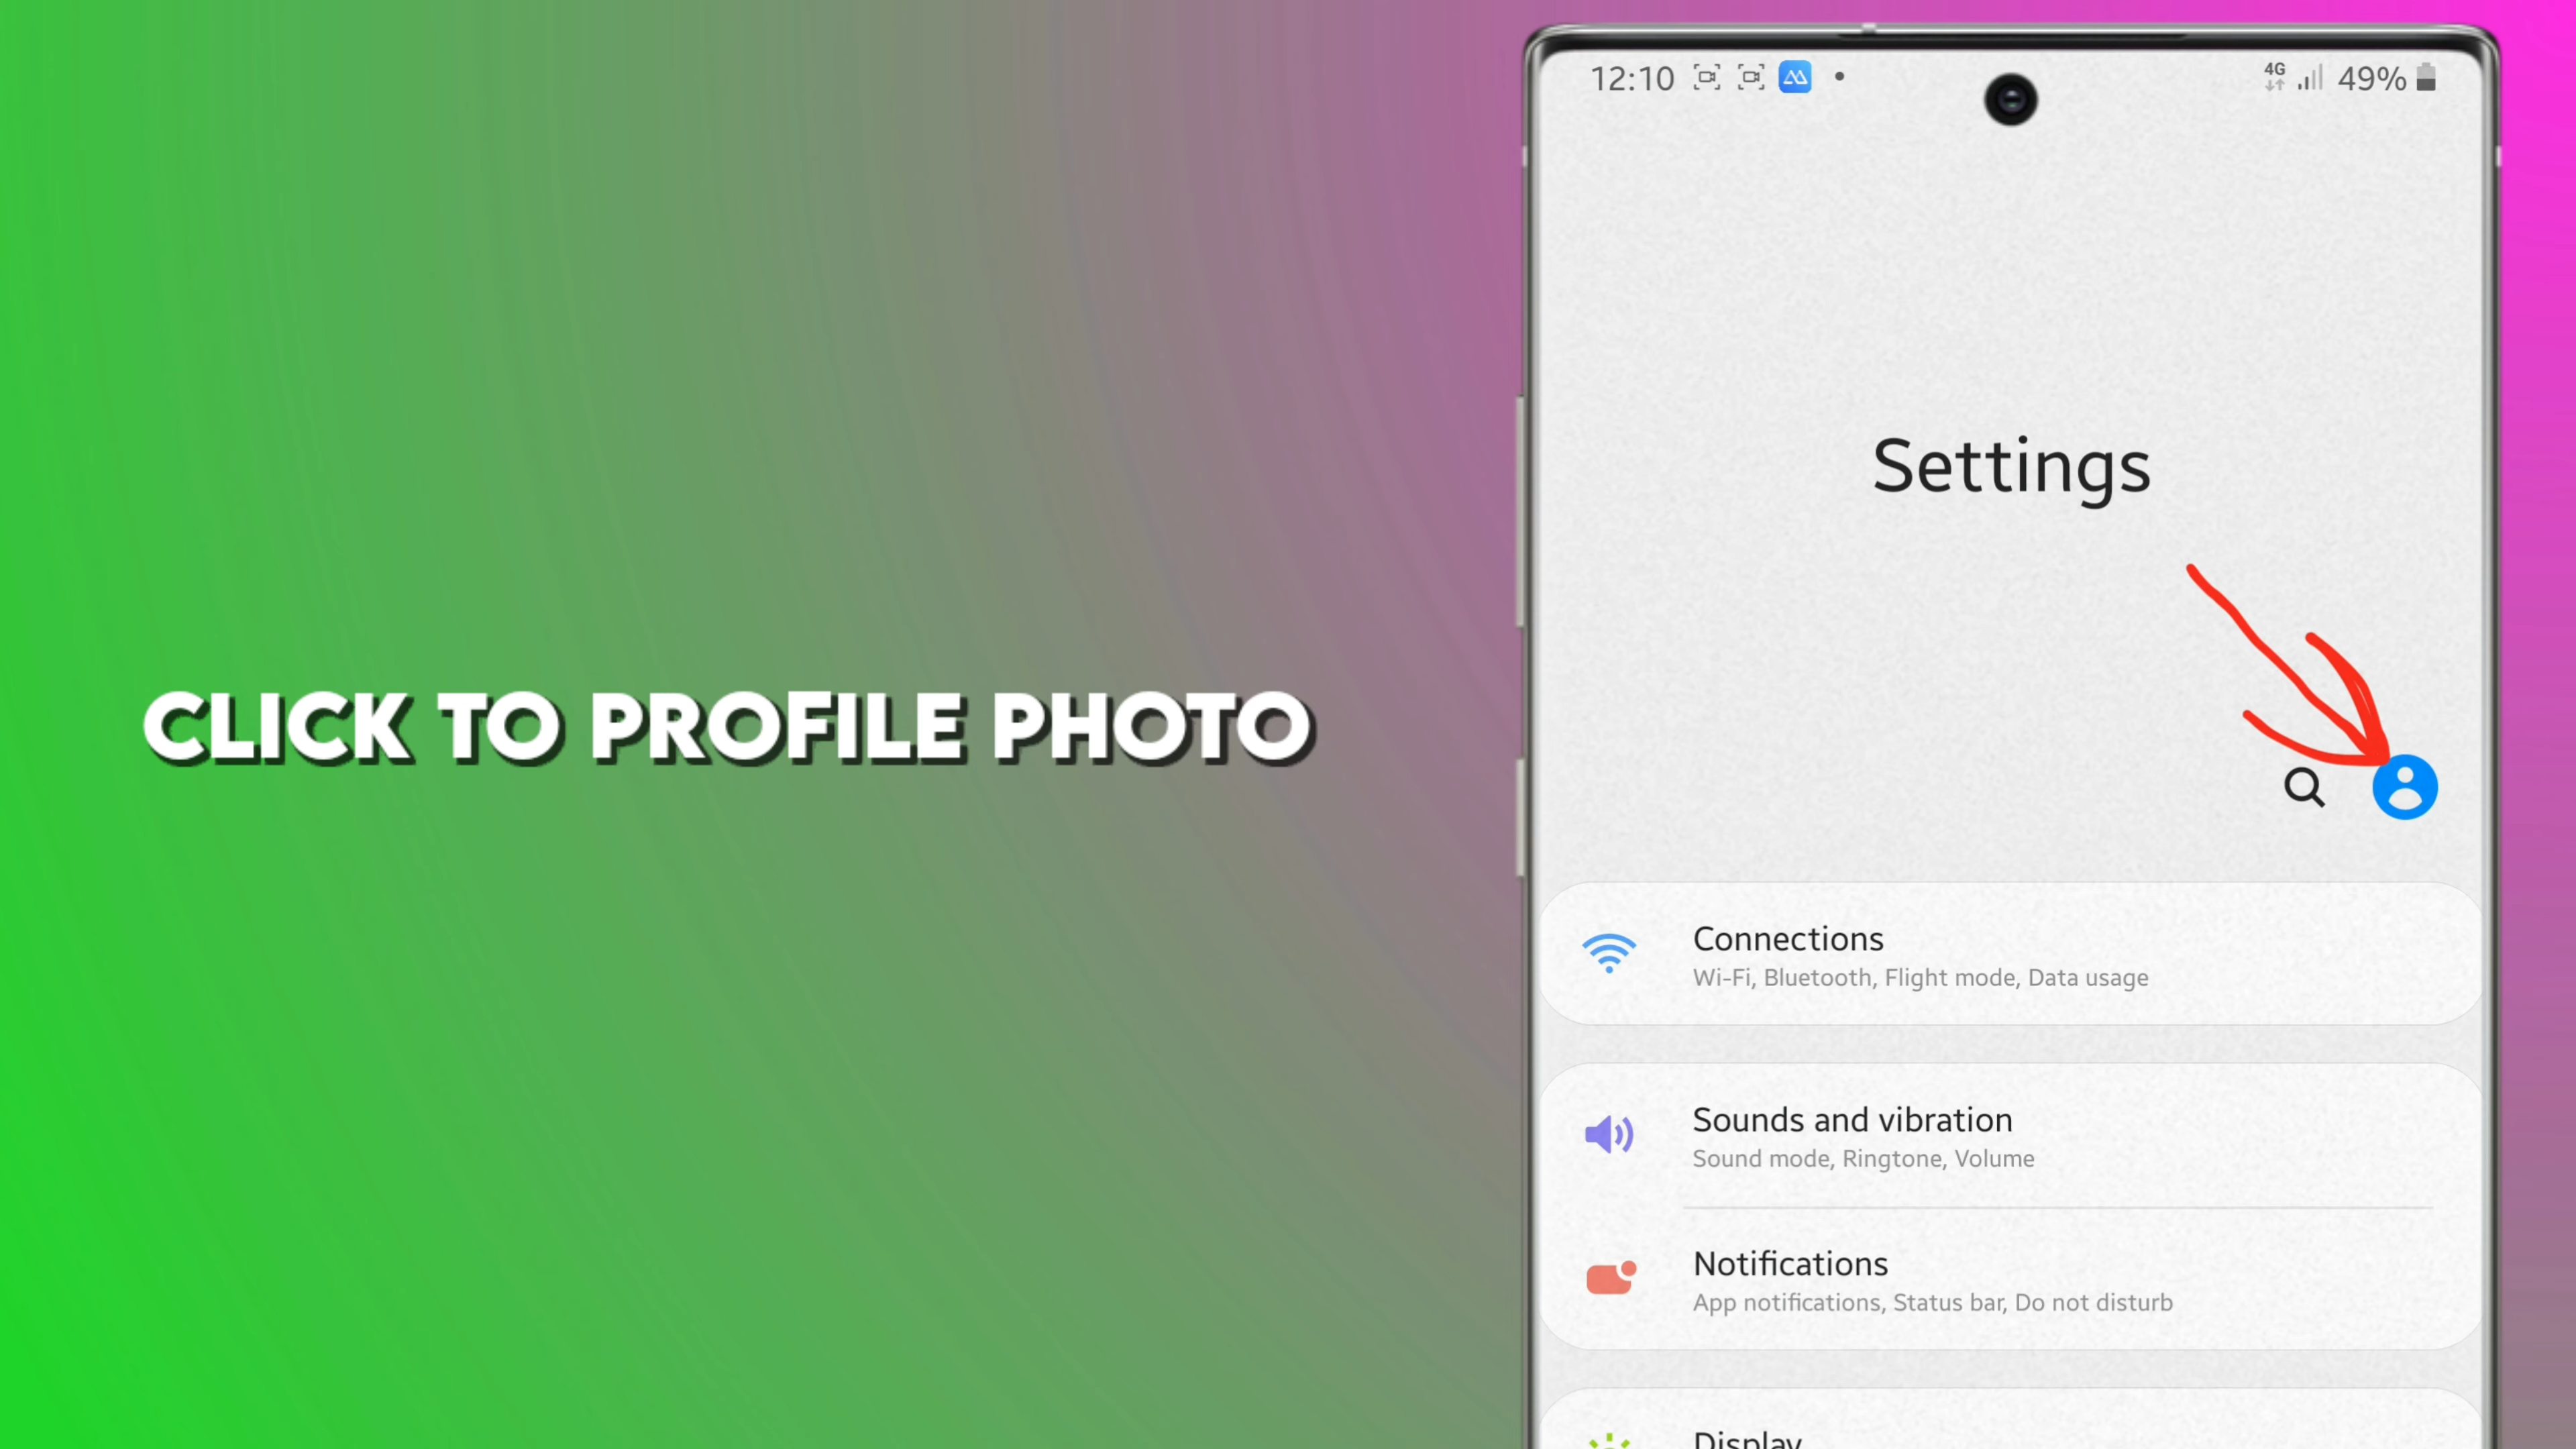 12:10
4G
49%
Settings
CLICK TO PROFILE PHOTO
Connections
Wi-Fi, Bluetooth, Flight mode, Data usage
Sounds and vibration
Sound mode, Ringtone, Volume
Notifications
App notifications, Status bar, Do not disturb
Display